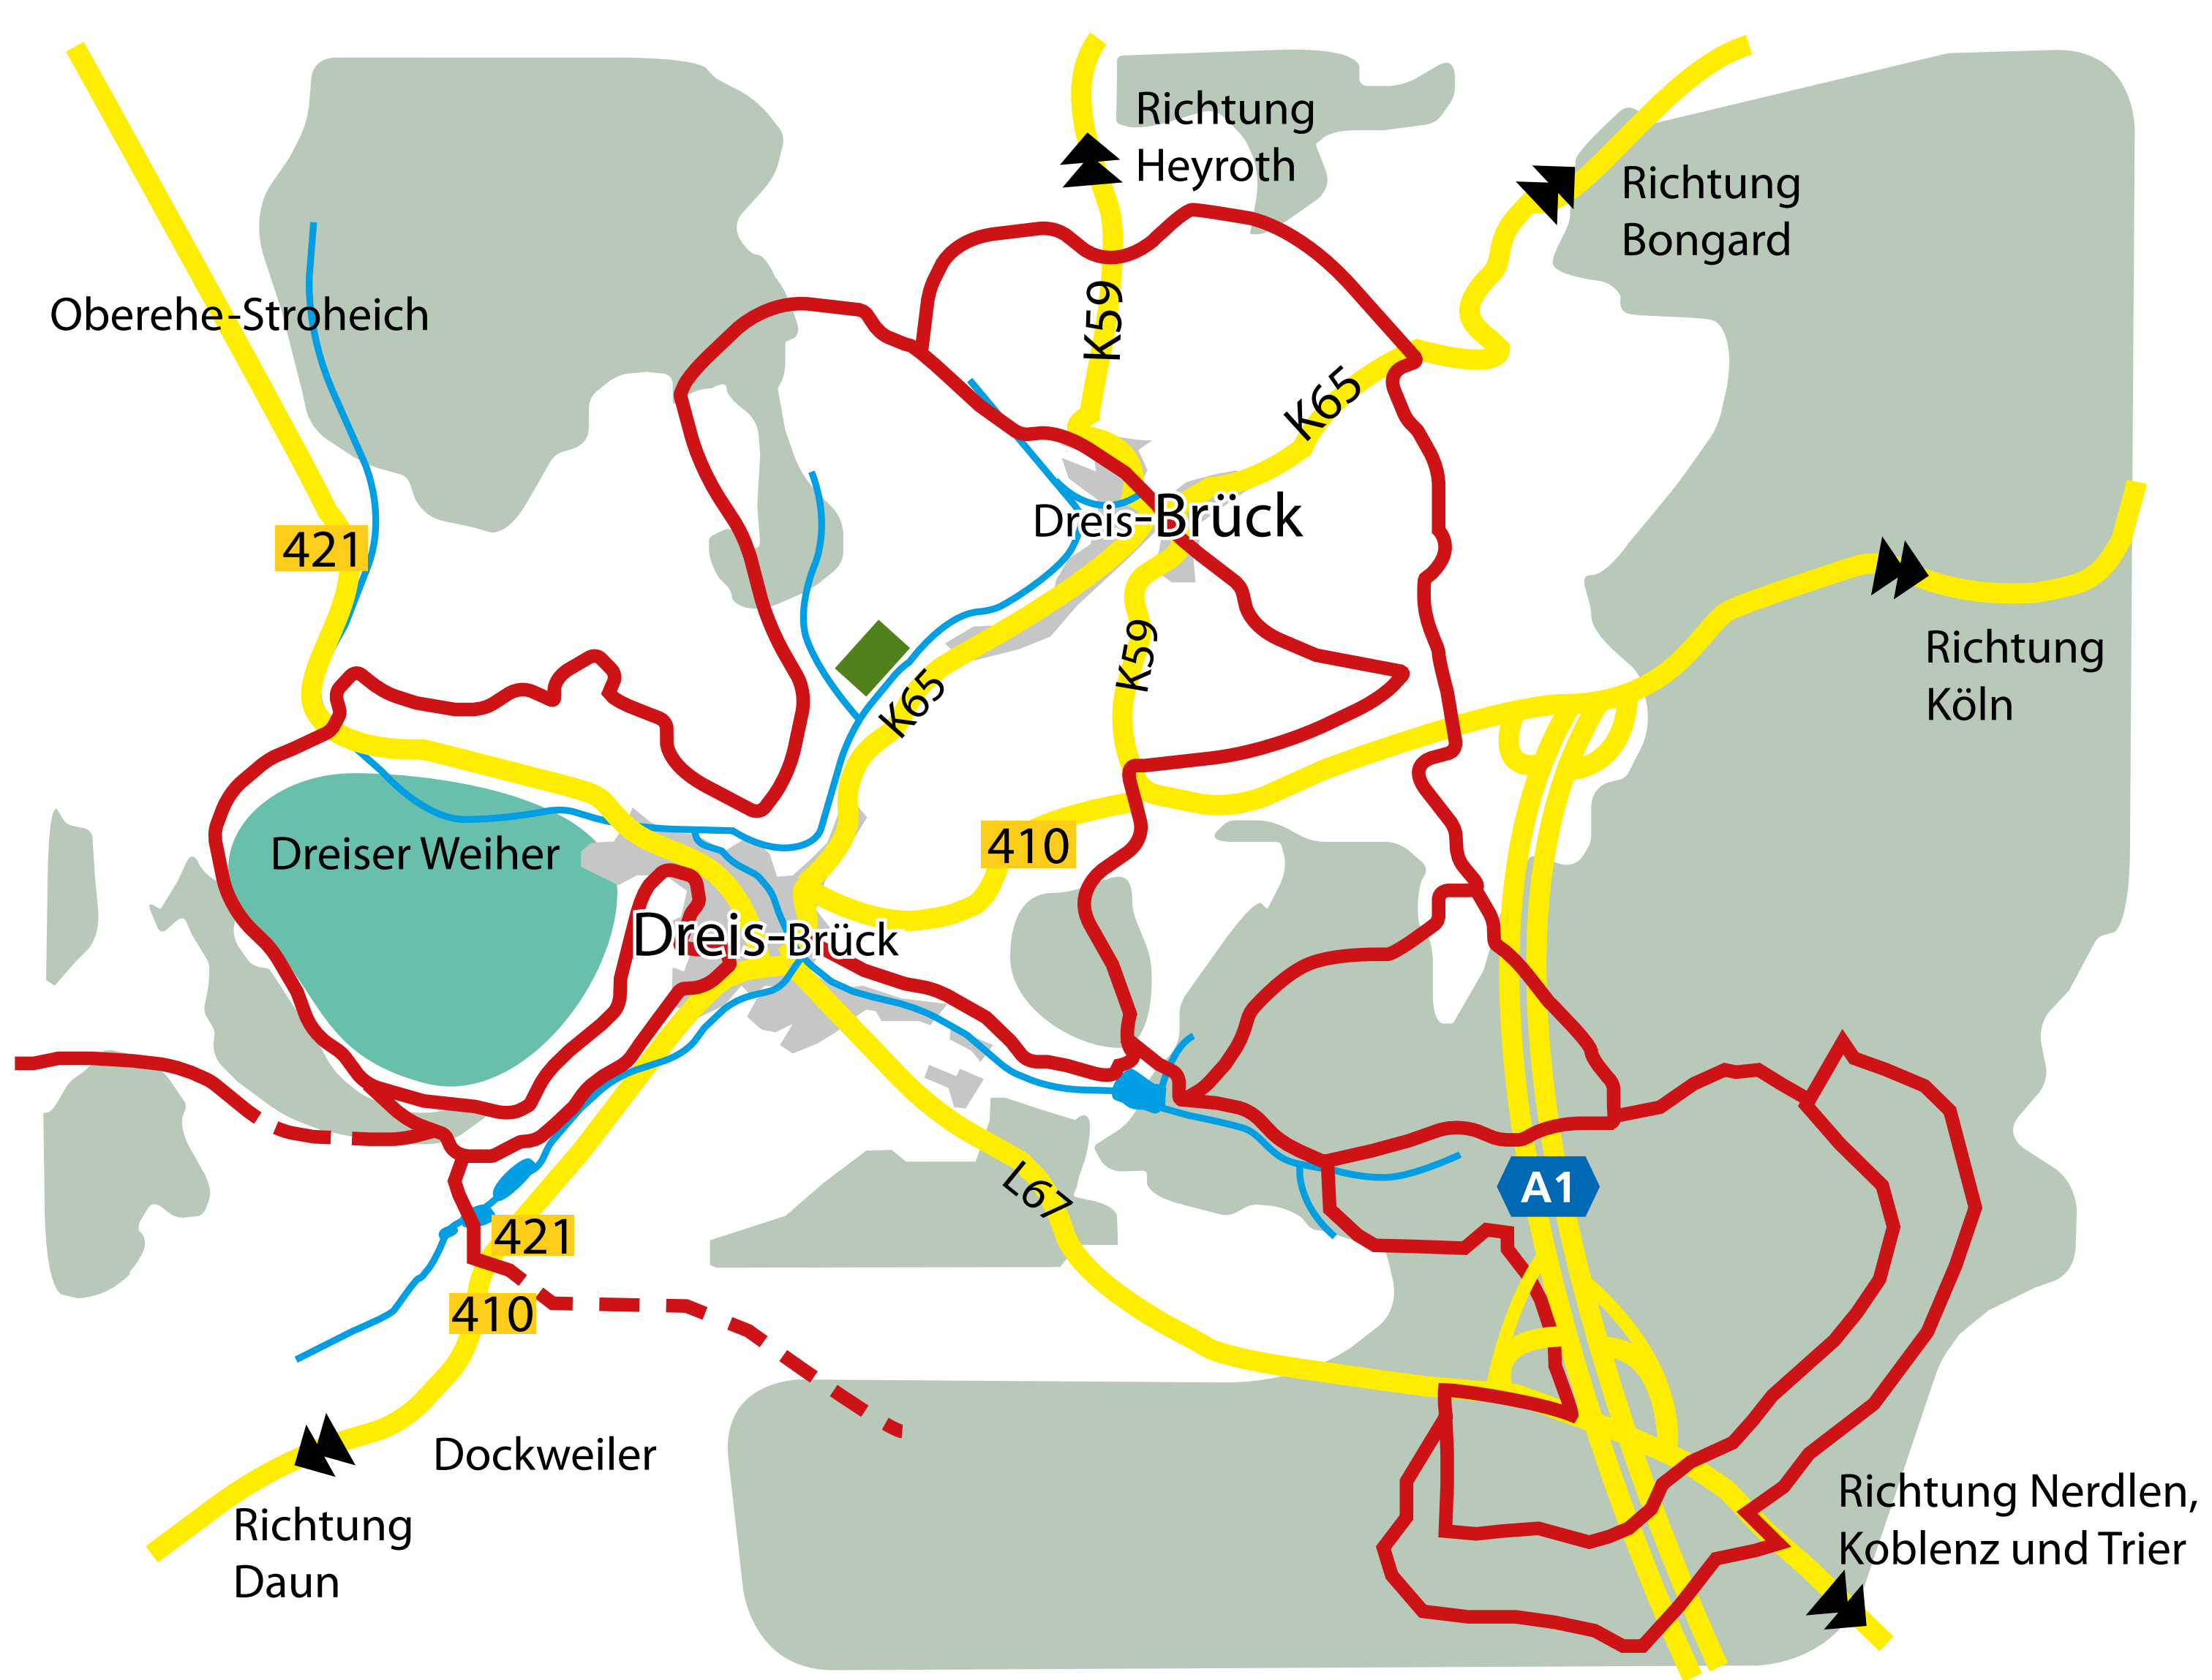 Richtung
Heyroth
Richtung
Bongard
Oberehe-Stroheich
K59
K65
421
Dreis-Brück
K59
Richtung
Köln
K65
Dreiser Weiher
410
Dreis-Brück
L67
A1
421
410
Dockweiler
Richtung
Daun
Richtung Nerdlen,
Koblenz und Trier